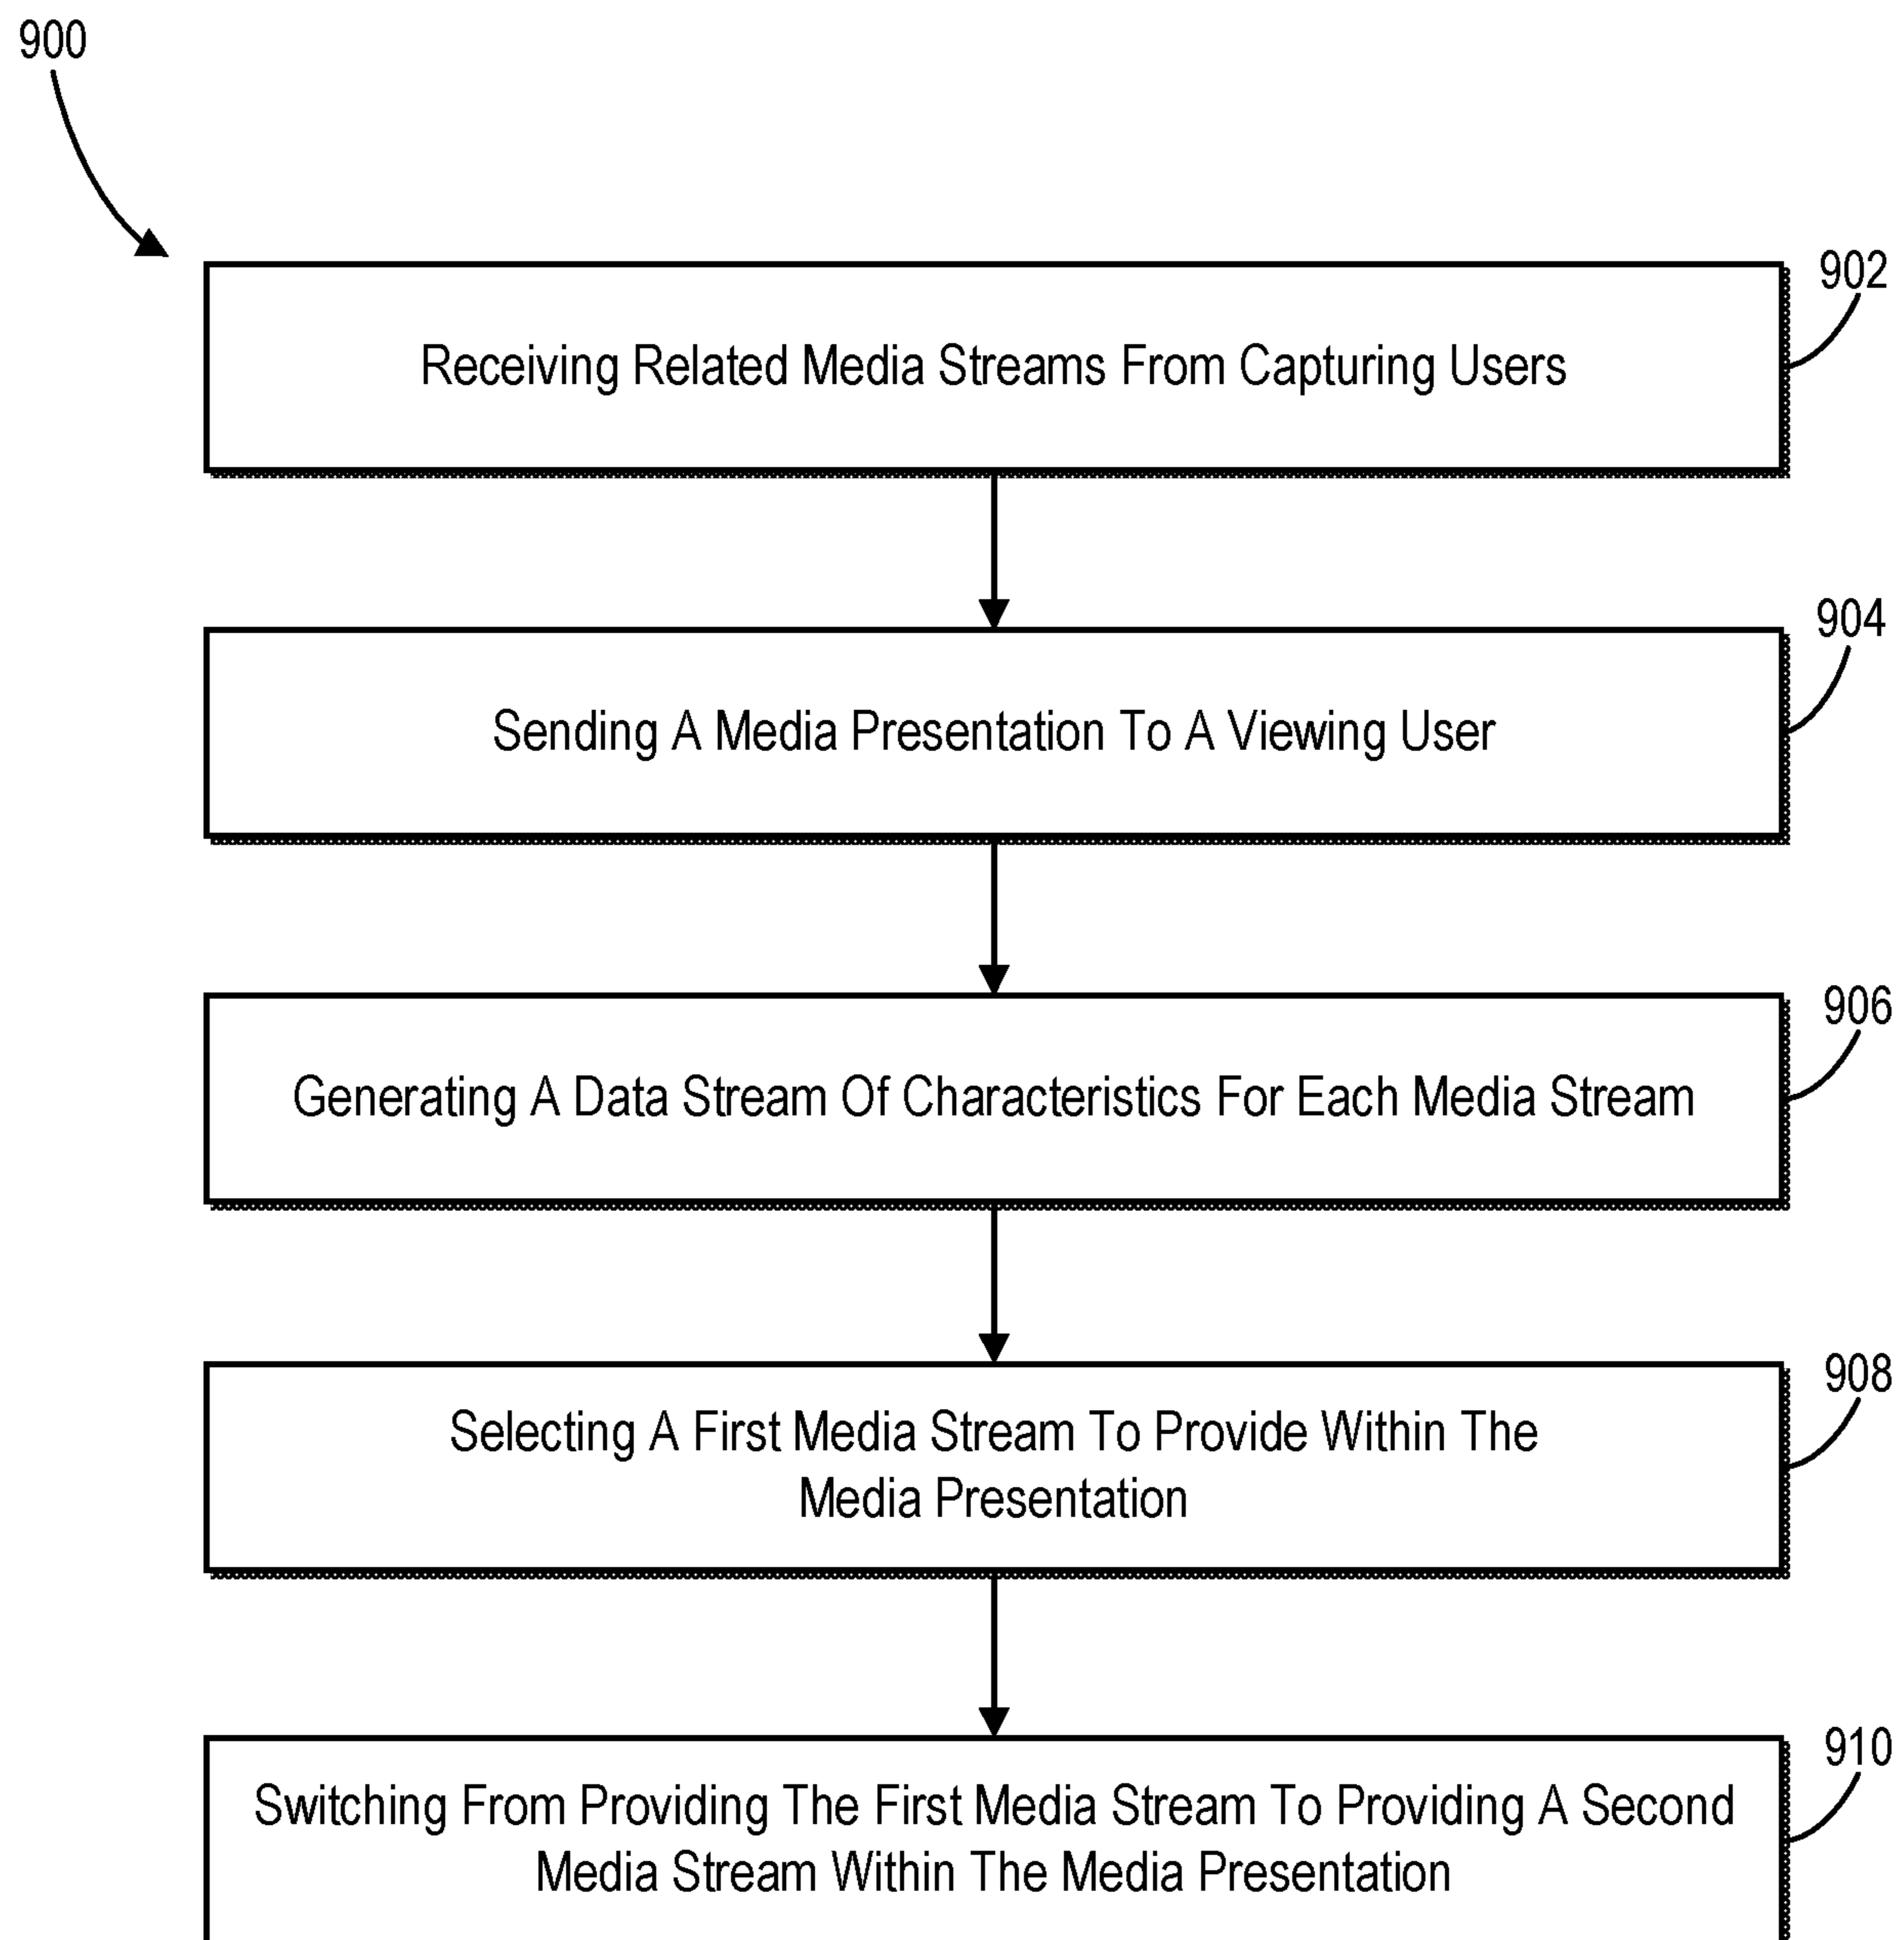 900
902
Receiving Related Media Streams From Capturing Users
904
Sending A Media Presentation To A Viewing User
906
Generating A Data Stream Of Characteristics For Each Media Stream
908
Selecting A First Media Stream To Provide Within The
Media Presentation
910
Switching From Providing The First Media Stream To Providing A Second
Media Stream Within The Media Presentation